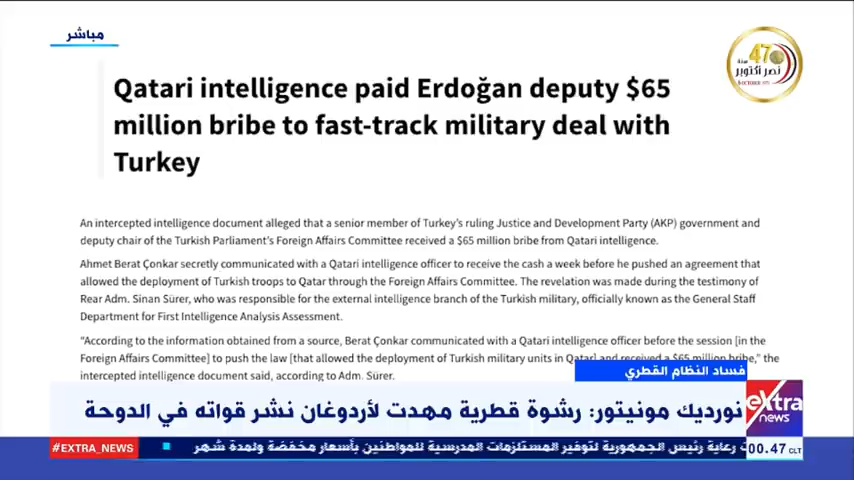 مباشر
47
سنة
نصر أكتوبر
6 OCTOBER 1973
Qatari intelligence paid Erdoğan deputy $65
million bribe to fast-track military deal with
Turkey
An intercepted intelligence document alleged that a senior member of Turkey's ruling Justice and Development Party (AKP) government and
deputy chair of the Turkish Parliament's Foreign Affairs Committee received a $65 million bribe from Qatari intelligence.
Ahmet Berat Çonkar secretly communicated with a Qatari intelligence officer to receive the cash a week before he pushed an agreement that
allowed the deployment of Turkish troops to Qatar through the Foreign Affairs Committee. The revelation was made during the testimony of
Rear Adm. Sinan Sürer, who was responsible for the external intelligence branch of the Turkish military, officially known as the General Staff
Department for First Intelligence Analysis Assessment.
"According to the information obtained from a source, Berat Çonkar communicated with a Qatari intelligence officer before the session [in the
Foreign Affairs Committee] to push the law [that allowed the deployment of Turkish military units in Qatar] and received a $65 million bribe," the
intercepted intelligence document said, according to Adm. Sürer.
فساد النظام القطري
نورديك مونيتور: رشوة قطرية مهدت لأردوغان نشر قواته في الدوحة
eXtra
news
#EXTRA_NEWS
رعاية رئيس الجمهورية لتوفير المستلزمات المدرسية للمواطنين بأسعار مخفضة ولمدة شهر
00.47 CLT